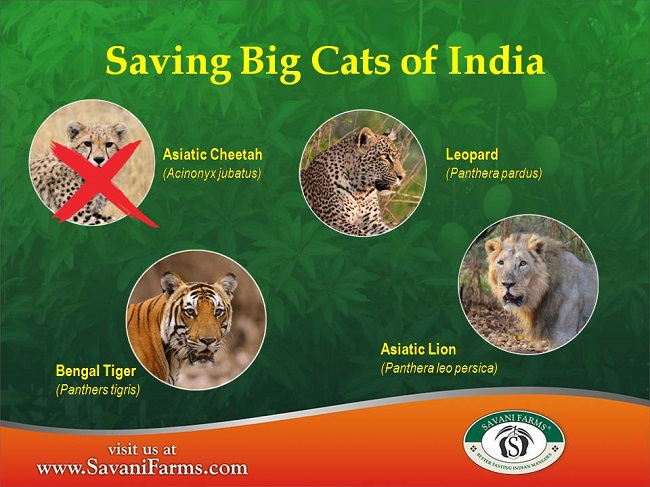 Saving Big Cats of India
Asiatic Cheetah
(Acinonyx jubatus)
Leopard
(Panthera pardus)
Bengal Tiger
(Panthers tigris)
Asiatic Lion
(Panthera leo persica)
visit us at
www.SavaniFarms.com
SAVANI FARMS®
BETTER TASTING INDIAN MANGOES